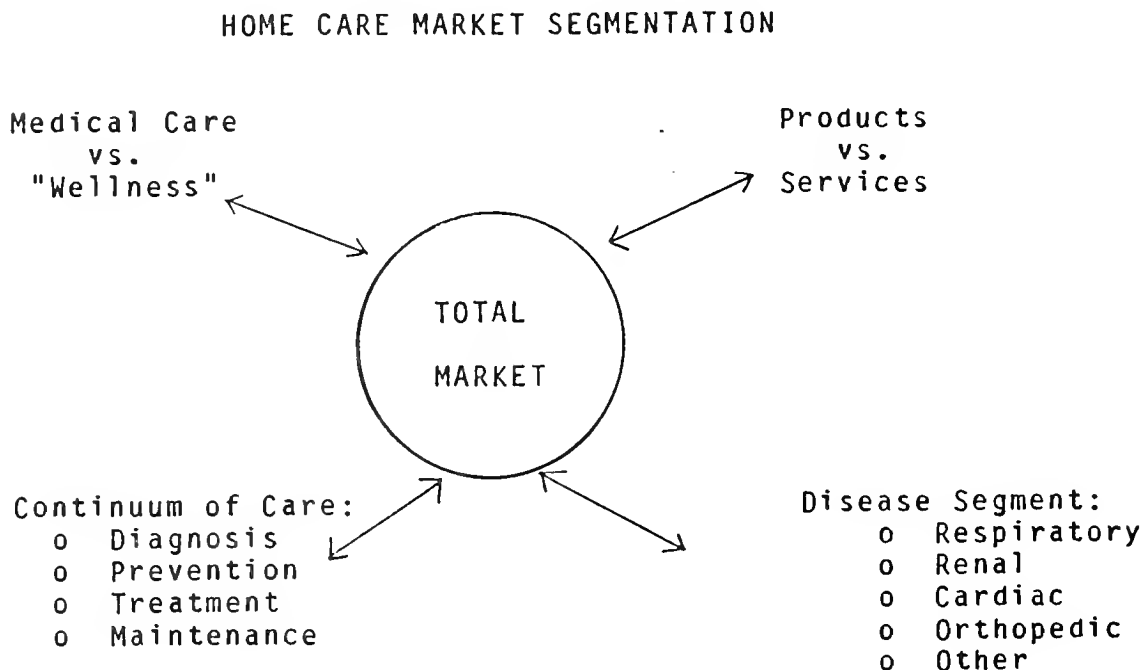 HOME CARE MARKET SEGMENTATION
Medical Care
vs.
"Wellness"
Products
vs.
Services
TOTAL
MARKET
Continuum of Care:
o Diagnosis
o Prevention
o Treatment
o Maintenance
Disease Segment:
o Respiratory
o Renal
o Cardiac
o Orthopedic
o Other